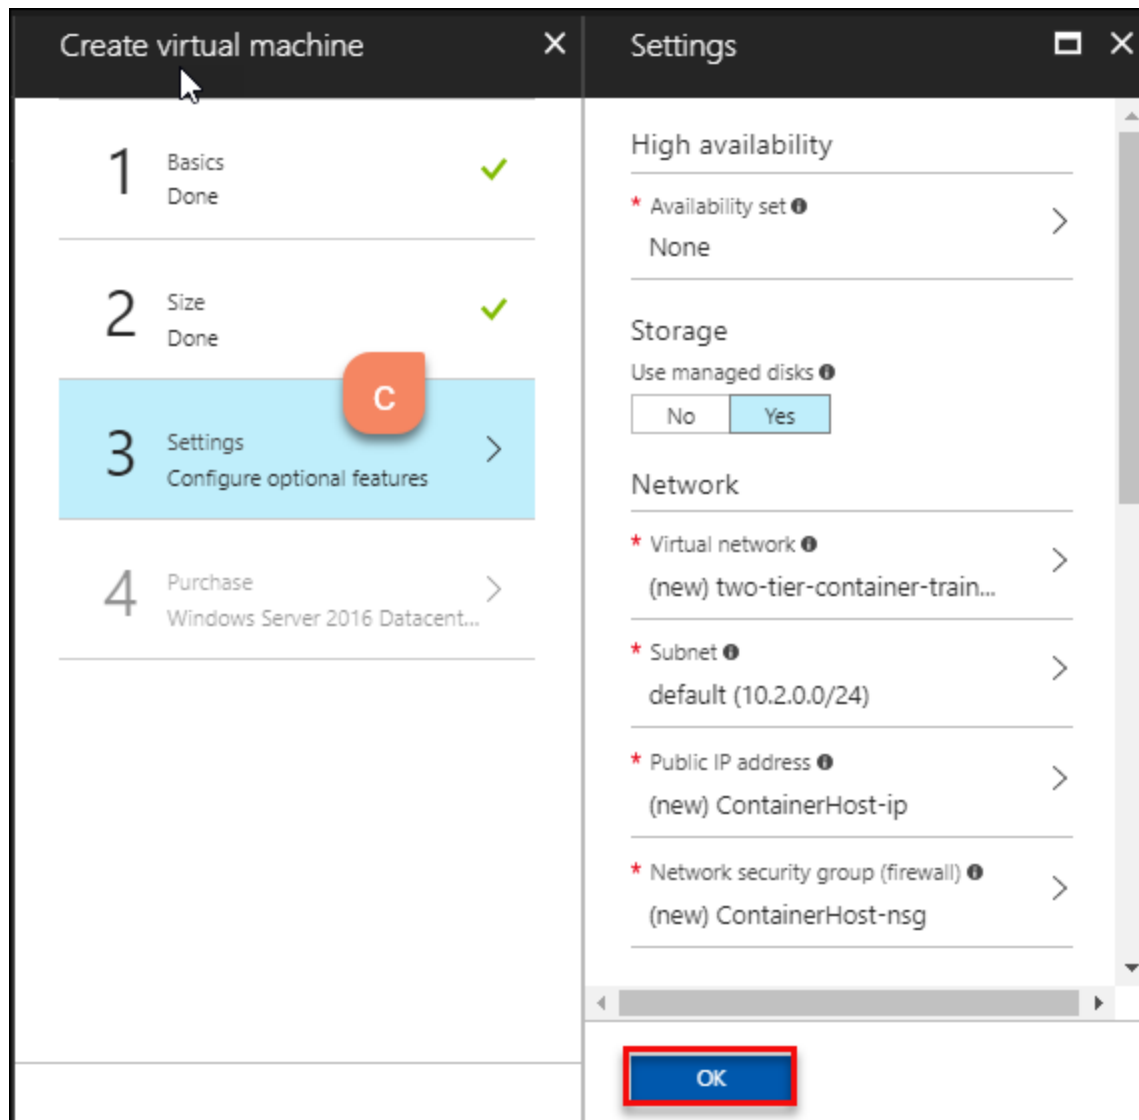 Create virtual machine
1
Basics
Done
2
Size
Done
C
3
Settings
Configure optional features
4
Purchase
Windows Server 2016 Datacent...
Settings
High availability
* Availability set
None
Storage
Use managed disks
No
Yes
Network
* Virtual network
(new) two-tier-container-train...
* Subnet
default (10.2.0.0/24)
* Public IP address
(new) ContainerHost-ip
* Network security group (firewall)
(new) ContainerHost-nsg
OK